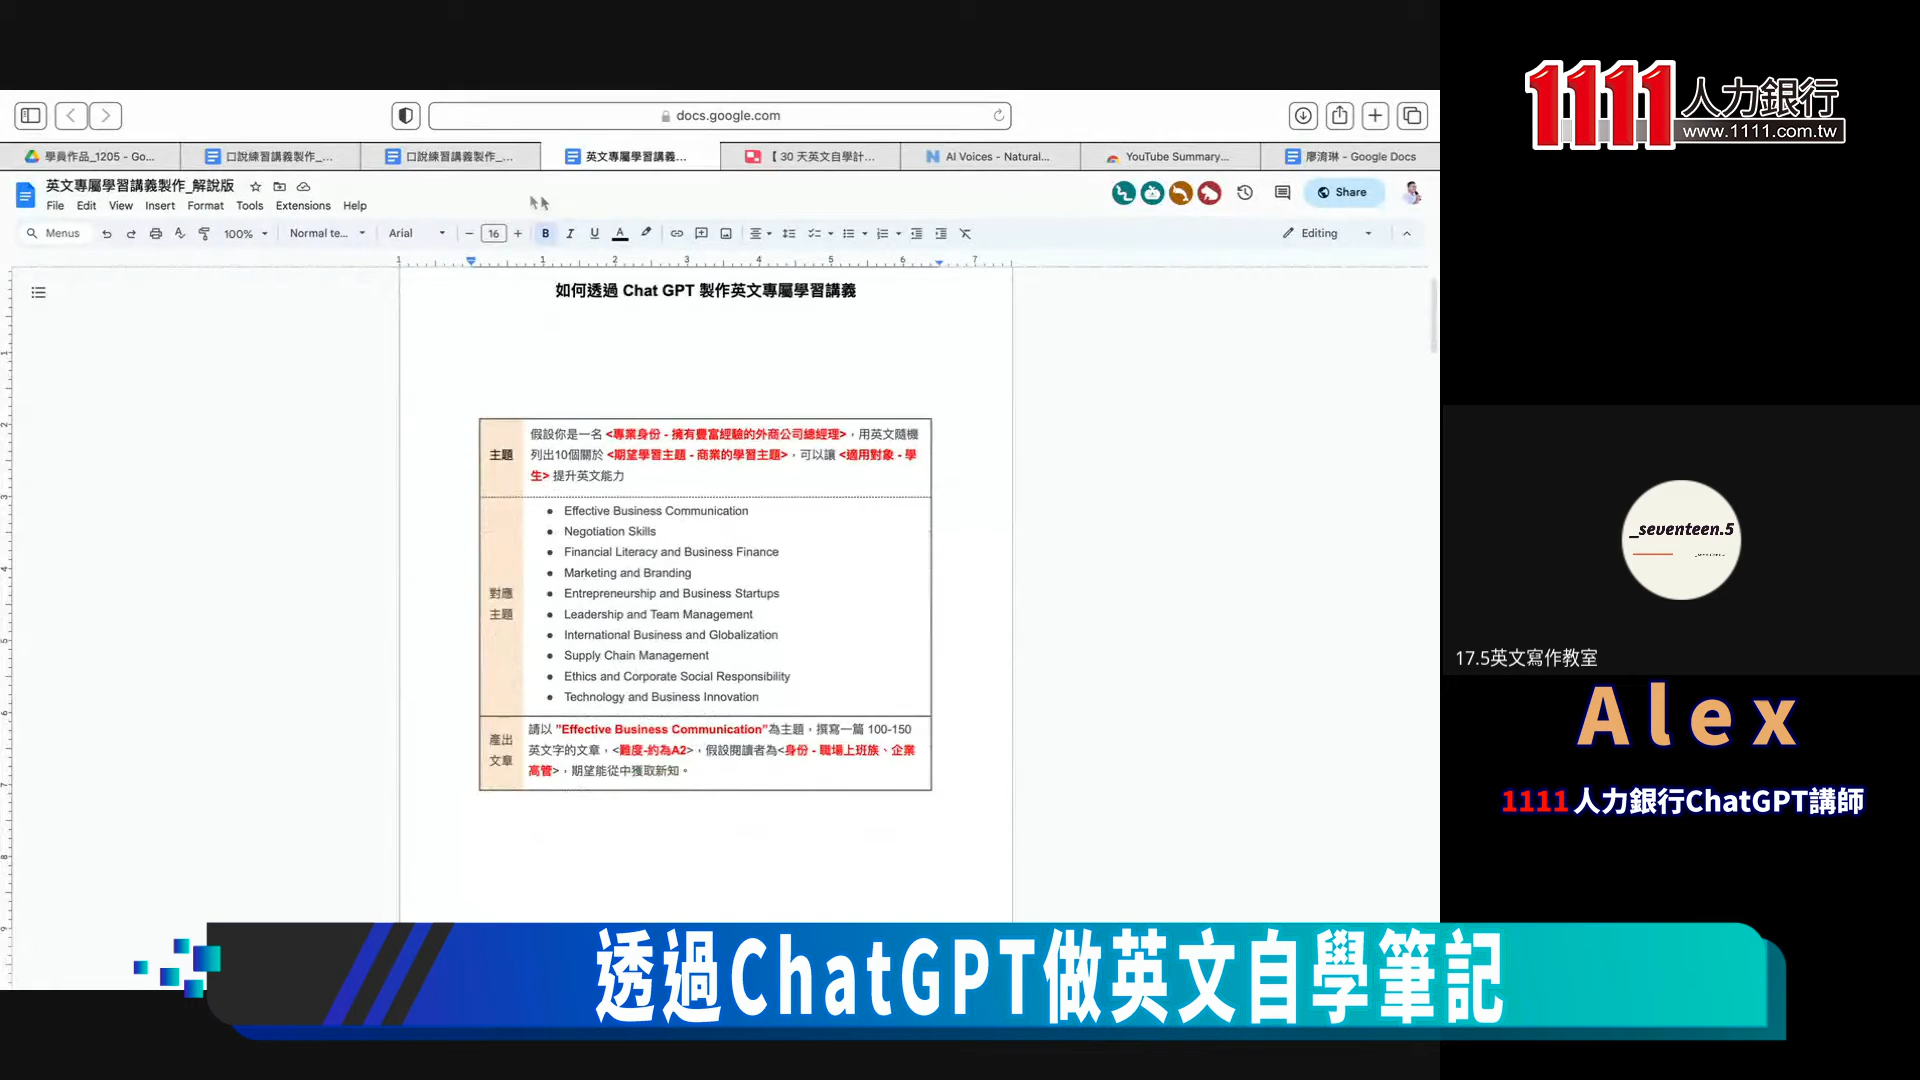 docs.google.com
學員作品_1205 - Go...
口說練習講義製作_...
口說練習講義製作_...
英文專屬學習講義...
【 30 天英文自學計...
AI Voices - Natural...
YouTube Summary...
廖淯琳 - Google Docs
英文專屬學習講義製作_解說版
File Edit View Insert Format Tools Extensions Help
Share
Menus 100% Normal te... Arial 16 B I U A Editing
1 1 2 3 4 5 6 7
如何透過 Chat GPT 製作英文專屬學習講義
主題
假設你是一名 <專業身份 - 擁有豐富經驗的外商公司總經理>，用英文隨機
列出10個關於 <期望學習主題 - 商業的學習主題>，可以讓 <適用對象 - 學
生> 提升英文能力
對應
主題
● Effective Business Communication
● Negotiation Skills
● Financial Literacy and Business Finance
● Marketing and Branding
● Entrepreneurship and Business Startups
● Leadership and Team Management
● International Business and Globalization
● Supply Chain Management
● Ethics and Corporate Social Responsibility
● Technology and Business Innovation
產出
文章
請以 "Effective Business Communication"為主題，撰寫一篇 100-150
英文字的文章，<難度-約為A2>，假設閱讀者為<身份 - 職場上班族、企業
高管>，期望能從中獲取新知。
1111人力銀行
www.1111.com.tw
_seventeen.5
17.5英文寫作教室
Alex
1111人力銀行ChatGPT講師
透過ChatGPT做英文自學筆記